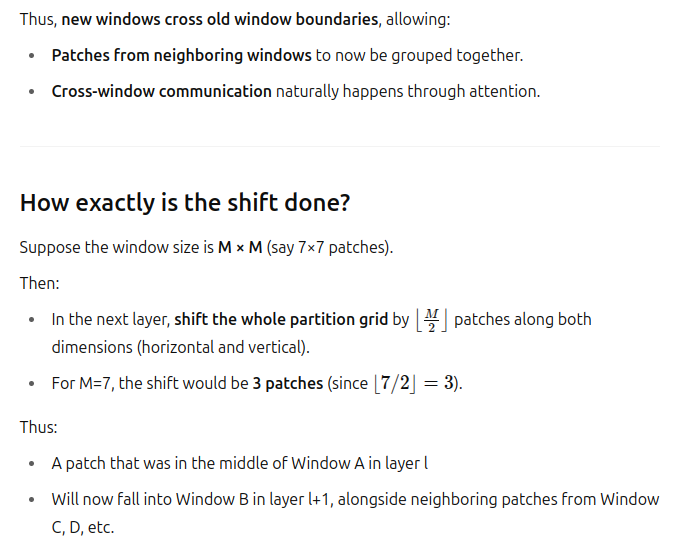 Thus, new windows cross old window boundaries, allowing:
• Patches from neighboring windows to now be grouped together.
• Cross-window communication naturally happens through attention.
How exactly is the shift done?
Suppose the window size is M × M (say 7×7 patches).
Then:
• In the next layer, shift the whole partition grid by ⌊M/2⌋ patches along both
dimensions (horizontal and vertical).
• For M=7, the shift would be 3 patches (since ⌊7/2⌋ = 3).
Thus:
• A patch that was in the middle of Window A in layer l
• Will now fall into Window B in layer l+1, alongside neighboring patches from Window
C, D, etc.